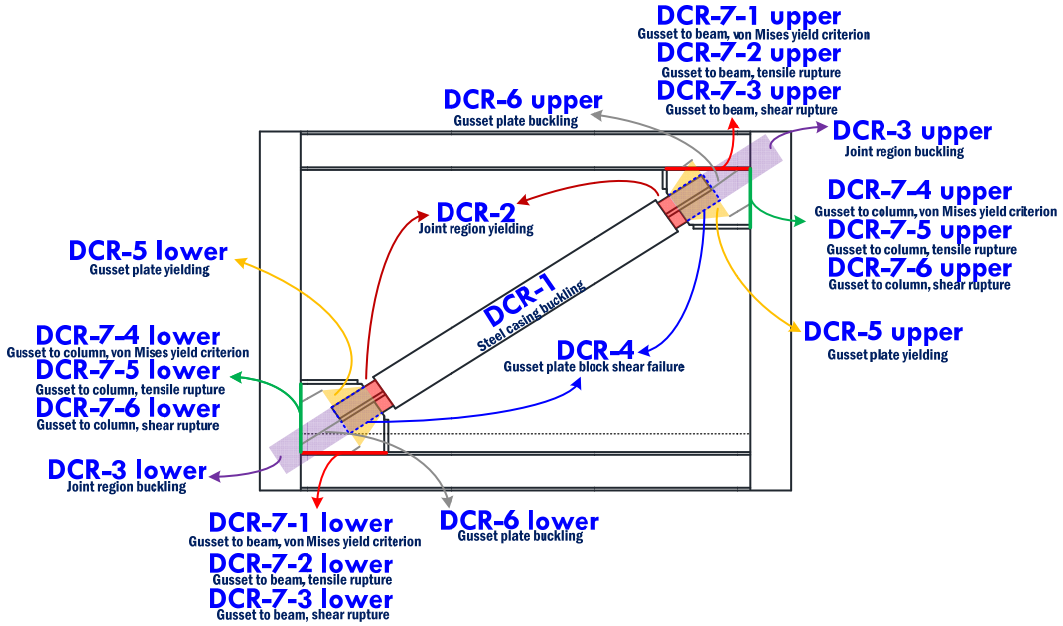 DCR-7-1 upper
Gusset to beam, von Mises yield criterion
DCR-7-2 upper
Gusset to beam, tensile rupture
DCR-7-3 upper
Gusset to beam, shear rupture
DCR-6 upper
Gusset plate buckling
DCR-3 upper
Joint region buckling
DCR-7-4 upper
Gusset to column, von Mises yield criterion
DCR-7-5 upper
Gusset to column, tensile rupture
DCR-7-6 upper
Gusset to column, shear rupture
DCR-2
Joint region yielding
DCR-5 lower
Gusset plate yielding
DCR-1
Steel casing buckling
DCR-5 upper
Gusset plate yielding
DCR-4
Gusset plate block shear failure
DCR-7-4 lower
Gusset to column, von Mises yield criterion
DCR-7-5 lower
Gusset to column, tensile rupture
DCR-7-6 lower
Gusset to column, shear rupture
DCR-3 lower
Joint region buckling
DCR-6 lower
Gusset plate buckling
DCR-7-1 lower
Gusset to beam, von Mises yield criterion
DCR-7-2 lower
Gusset to beam, tensile rupture
DCR-7-3 lower
Gusset to beam, shear rupture